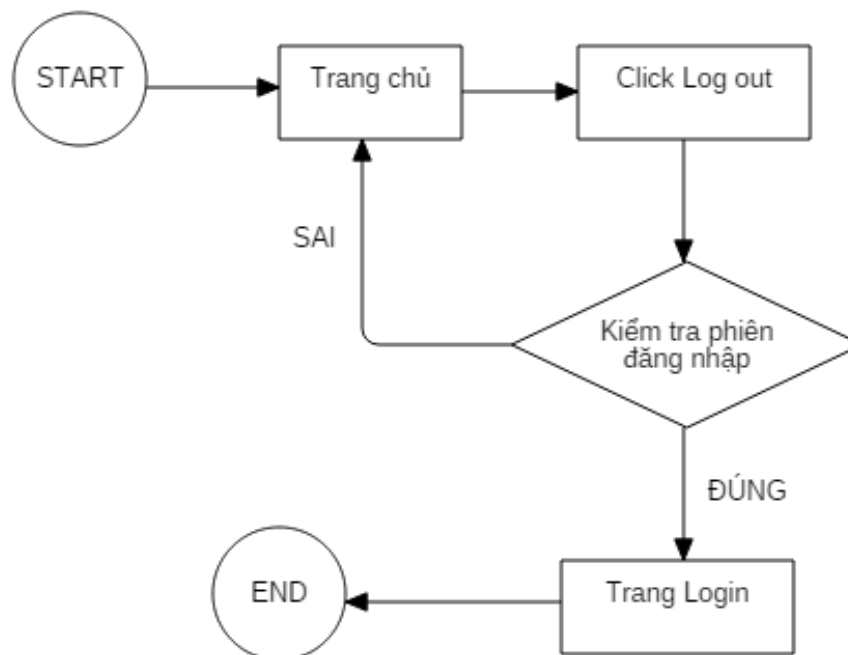 START
Trang chủ
Click Log out
SAI
Kiểm tra phiên
đăng nhập
ĐÚNG
Trang Login
END